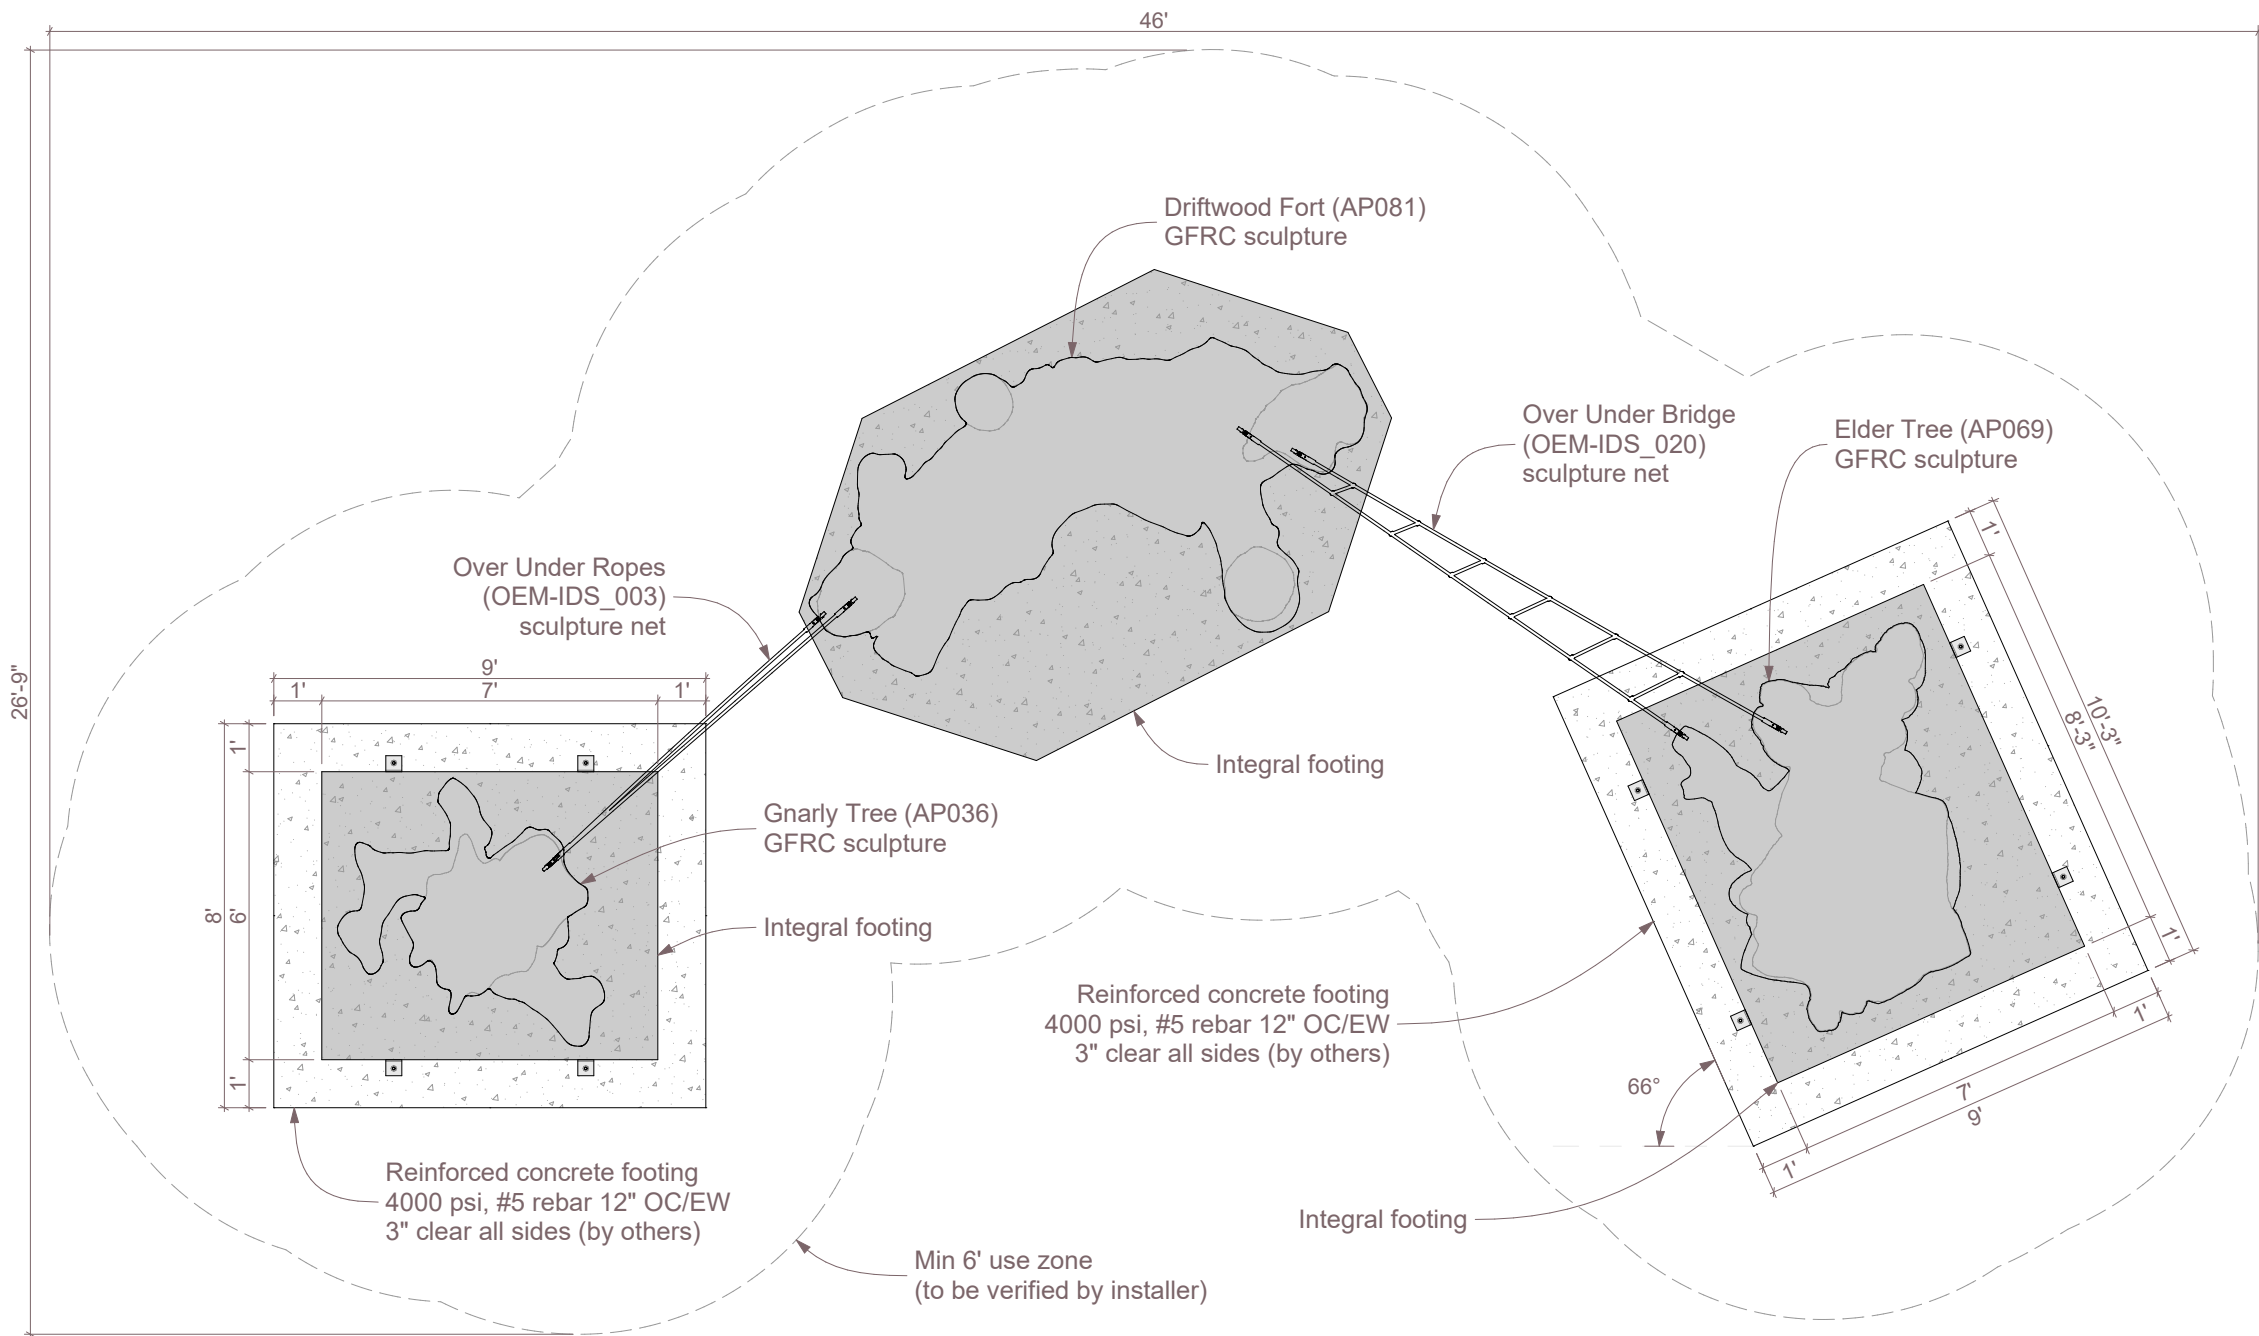 46'
Driftwood Fort (AP081)
GFRC sculpture
Over Under Bridge
(OEM-IDS_020)
sculpture net
Elder Tree (AP069)
GFRC sculpture
1'
Over Under Ropes
(OEM-IDS_003)
sculpture net
26'-9"
9'
1'
7'
1'
10'-3"
8'-3"
1'
Integral footing
Gnarly Tree (AP036)
GFRC sculpture
8'
6'
Integral footing
1'
Reinforced concrete footing
4000 psi, #5 rebar 12" OC/EW
3" clear all sides (by others)
1'
1'
66°
7'
9'
1'
Reinforced concrete footing
4000 psi, #5 rebar 12" OC/EW
3" clear all sides (by others)
Integral footing
Min 6' use zone
(to be verified by installer)